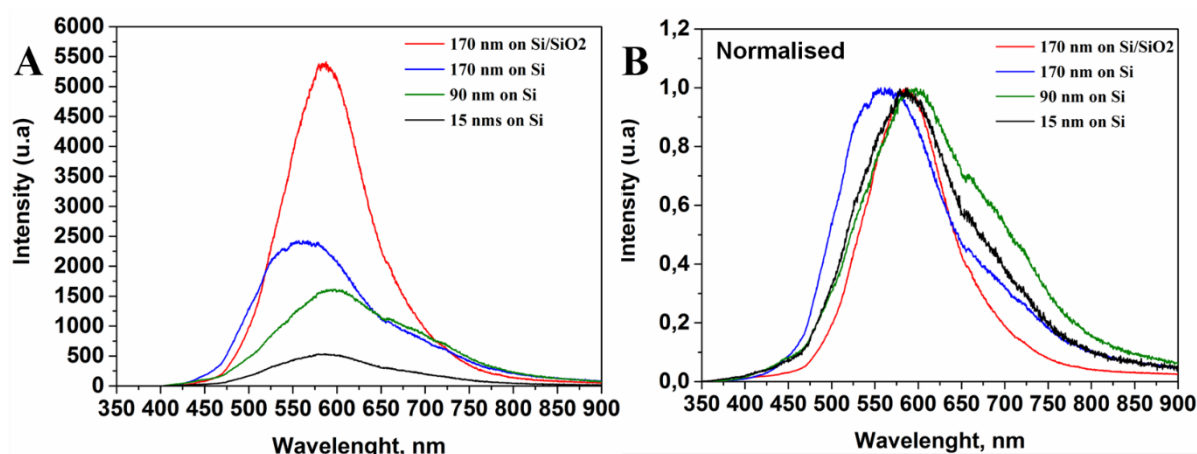 A
6000
5500
5000
4500
4000
3500
3000
2500
2000
1500
1000
500
0
Intensity (u.a)
170 nm on Si/SiO2
170 nm on Si
90 nm on Si
15 nms on Si
350 400 450 500 550 600 650 700 750 800 850 900
Wavelenght, nm
B
Normalised
1,2
1,0
0,8
0,6
0,4
0,2
0,0
Intensity (u.a)
170 nm on Si/SiO2
170 nm on Si
90 nm on Si
15 nm on Si
350 400 450 500 550 600 650 700 750 800 850 900
Wavelenght, nm